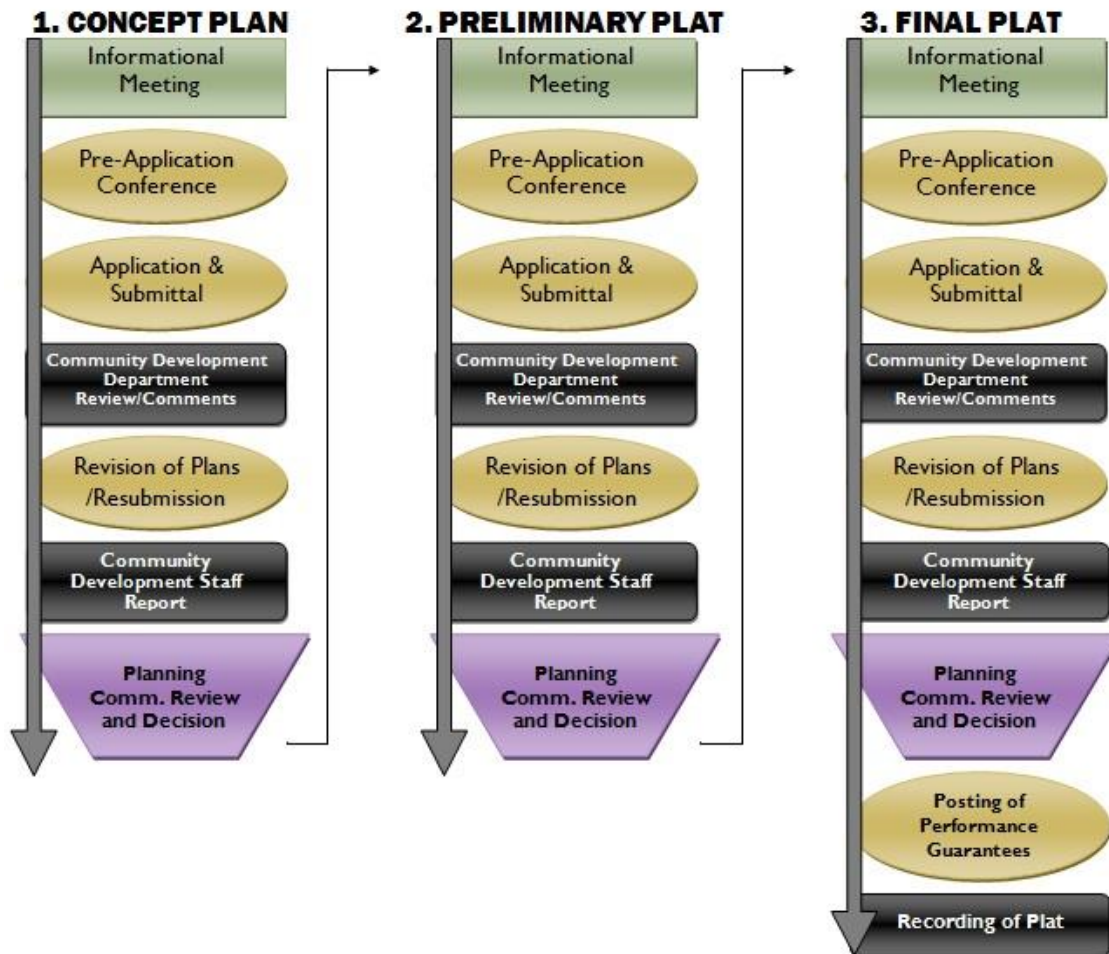 1. CONCEPT PLAN
Informational
Meeting
Pre-Application
Conference
Application &
Submittal
Community Development
Department
Review/Comments
Revision of Plans
/Resubmission
Community
Development Staff
Report
Planning
Comm. Review
and Decision
2. PRELIMINARY PLAT
Informational
Meeting
Pre-Application
Conference
Application &
Submittal
Community Development
Department
Review/Comments
Revision of Plans
/Resubmission
Community
Development Staff
Report
Planning
Comm. Review
and Decision
3. FINAL PLAT
Informational
Meeting
Pre-Application
Conference
Application &
Submittal
Community Development
Department
Review/Comments
Revision of Plans
/Resubmission
Community
Development Staff
Report
Planning
Comm. Review
and Decision
Posting of
Performance
Guarantees
Recording of Plat